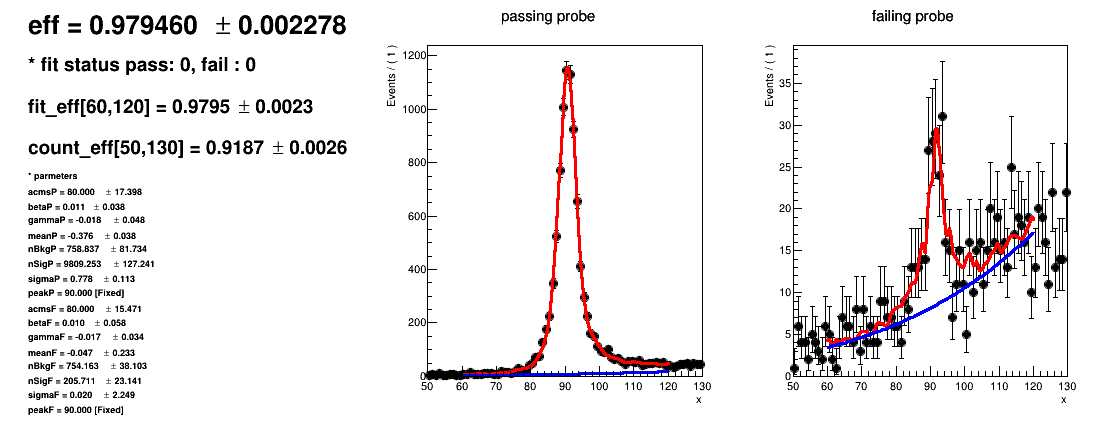 eff = 0.979460 ± 0.002278
* fit status pass: 0, fail : 0
fit_eff[60,120] = 0.9795 ± 0.0023
count_eff[50,130] = 0.9187 ± 0.0026
* parmeters
acmsP = 80.000 ± 17.398
betaP = 0.011 ± 0.038
gammaP = -0.018 ± 0.048
meanP = -0.376 ± 0.038
nBkgP = 758.837 ± 81.734
nSigP = 9809.253 ± 127.241
sigmaP = 0.778 ± 0.113
peakP = 90.000 [Fixed]
acmsF = 80.000 ± 15.471
betaF = 0.010 ± 0.058
gammaF = -0.017 ± 0.034
meanF = -0.047 ± 0.233
nBkgF = 754.163 ± 38.103
nSigF = 205.711 ± 23.141
sigmaF = 0.020 ± 2.249
peakF = 90.000 [Fixed]
passing probe
Events / ( 1 )
1200
1000
800
600
400
200
0
50 60 70 80 90 100 110 120 130
x
failing probe
Events / ( 1 )
35
30
25
20
15
10
5
0
50 60 70 80 90 100 110 120 130
x